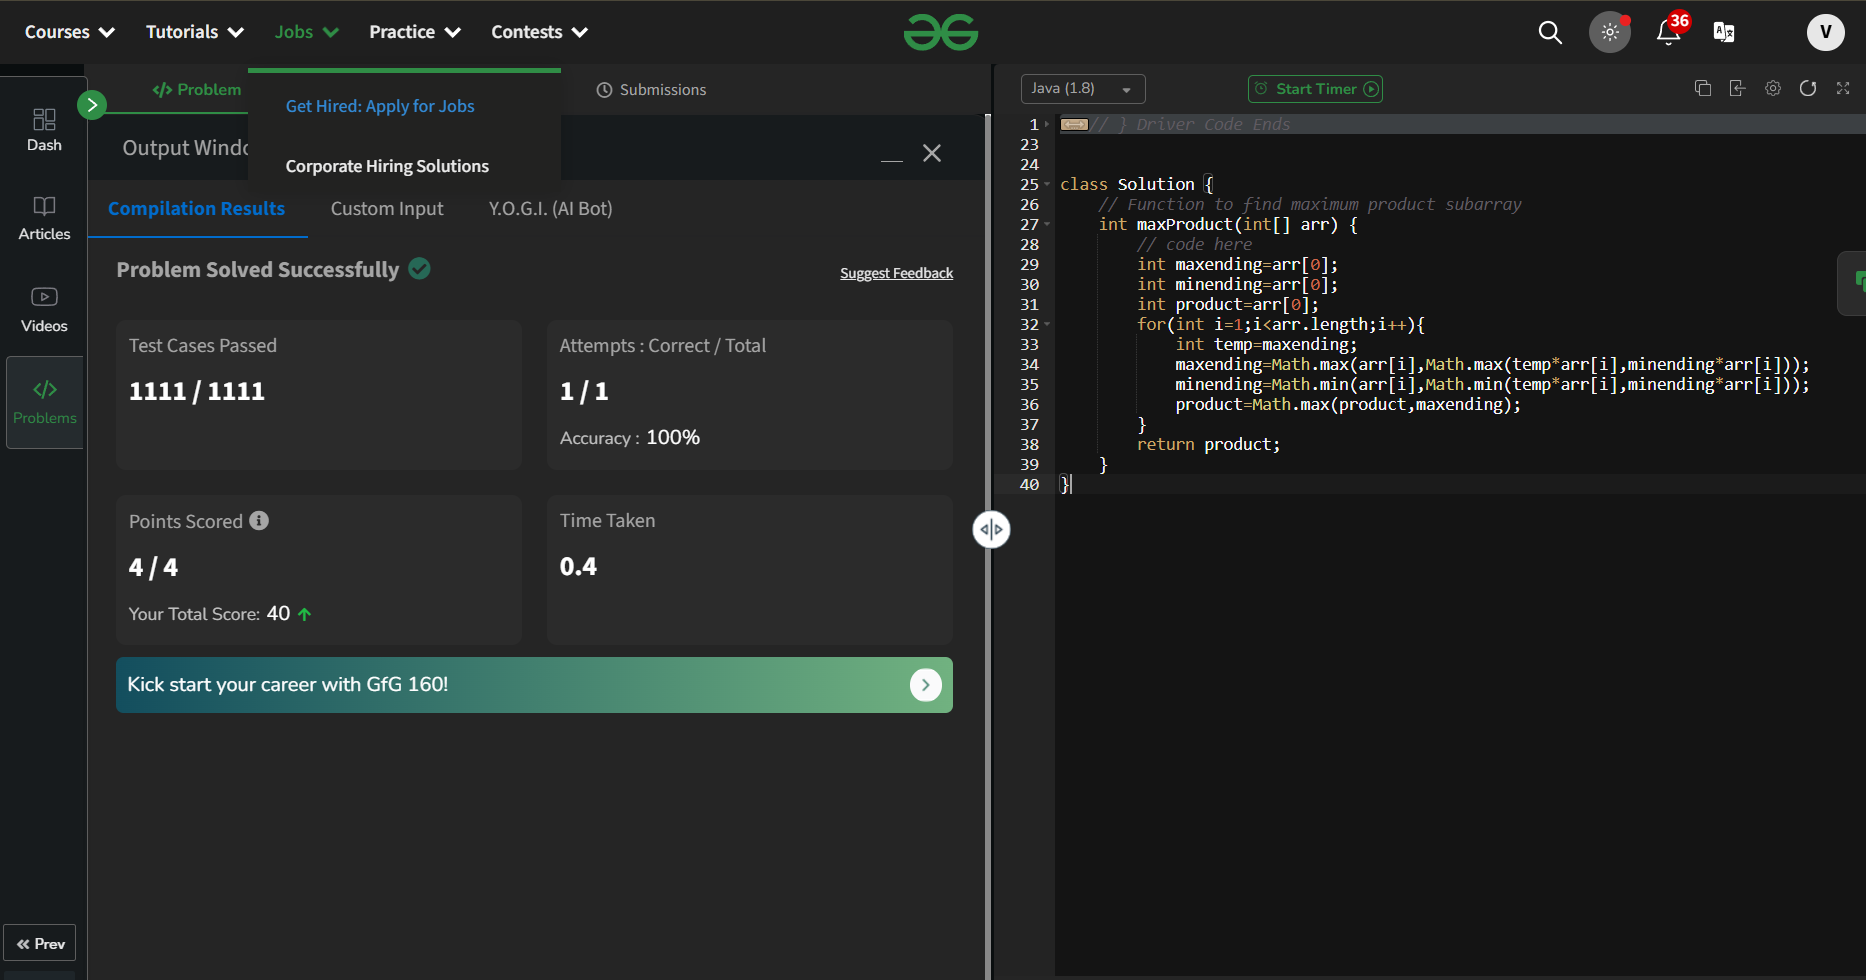 Courses
Tutorials
Jobs
Practice
Contests
36
V
Dash
Articles
Videos
Problems
Prev
Problem
Submissions
Get Hired: Apply for Jobs
Corporate Hiring Solutions
Output Windo
Compilation Results
Custom Input
Y.O.G.I. (AI Bot)
Problem Solved Successfully
Suggest Feedback
Test Cases Passed
1111 / 1111
Attempts : Correct / Total
1 / 1
Accuracy : 100%
Points Scored
4 / 4
Your Total Score: 40
Time Taken
0.4
Kick start your career with GfG 160!
Java (1.8)
Start Timer
1 // } Driver Code Ends
23
24
25 class Solution {
26 // Function to find maximum product subarray
27 int maxProduct(int[] arr) {
28 // code here
29 int maxending=arr[0];
30 int minending=arr[0];
31 int product=arr[0];
32 for(int i=1;i<arr.length;i++){
33 int temp=maxending;
34 maxending=Math.max(arr[i],Math.max(temp*arr[i],minending*arr[i]));
35 minending=Math.min(arr[i],Math.min(temp*arr[i],minending*arr[i]));
36 product=Math.max(product,maxending);
37 }
38 return product;
39 }
40 }